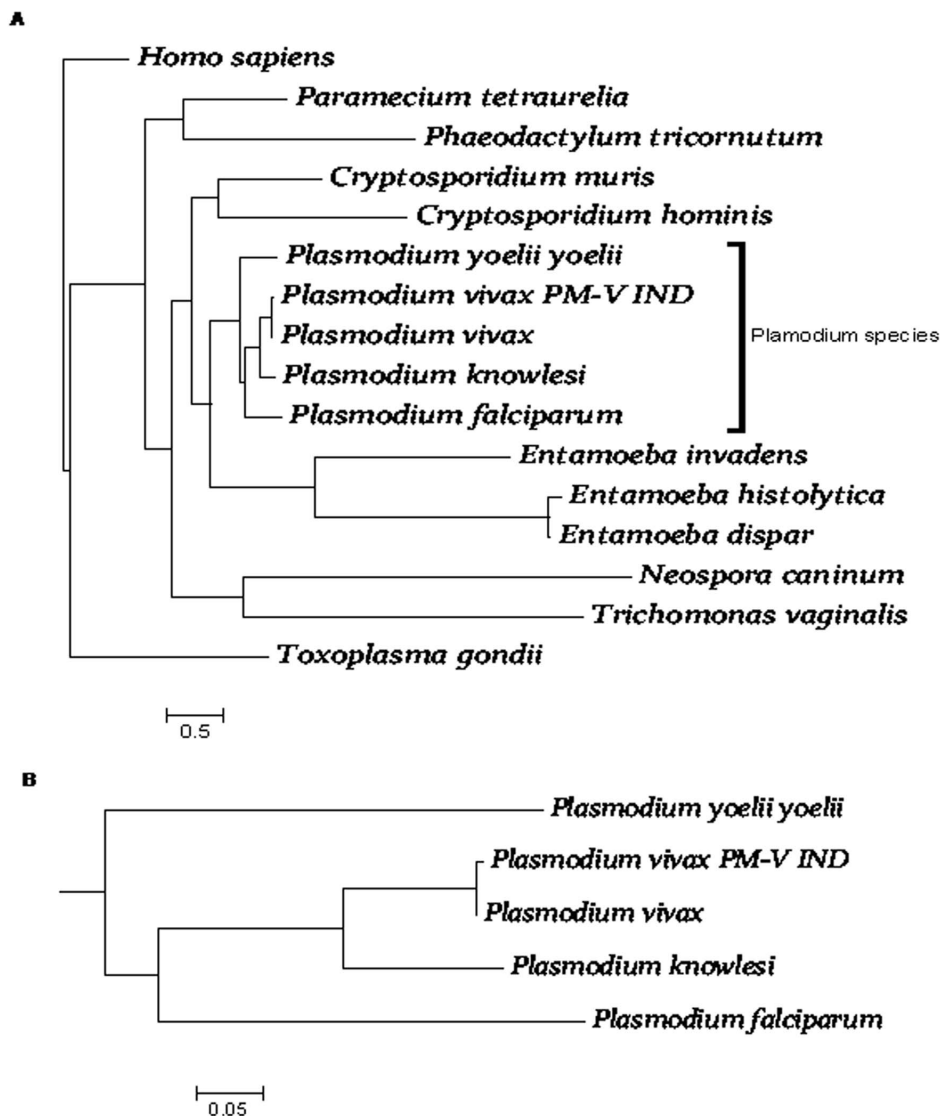 A
Homo sapiens
Paramecium tetraurelia
Phaeodactylum tricornutum
Cryptosporidium muris
Cryptosporidium hominis
Plasmodium yoelii yoelii
Plasmodium vivax PM-V IND
Plasmodium vivax
Plamodium species
Plasmodium knowlesi
Plasmodium falciparum
Entamoeba invadens
Entamoeba histolytica
Entamoeba dispar
Neospora caninum
Trichomonas vaginalis
Toxoplasma gondii
0.5
B
Plasmodium yoelii yoelii
Plasmodium vivax PM-V IND
Plasmodium vivax
Plasmodium knowlesi
Plasmodium falciparum
0.05